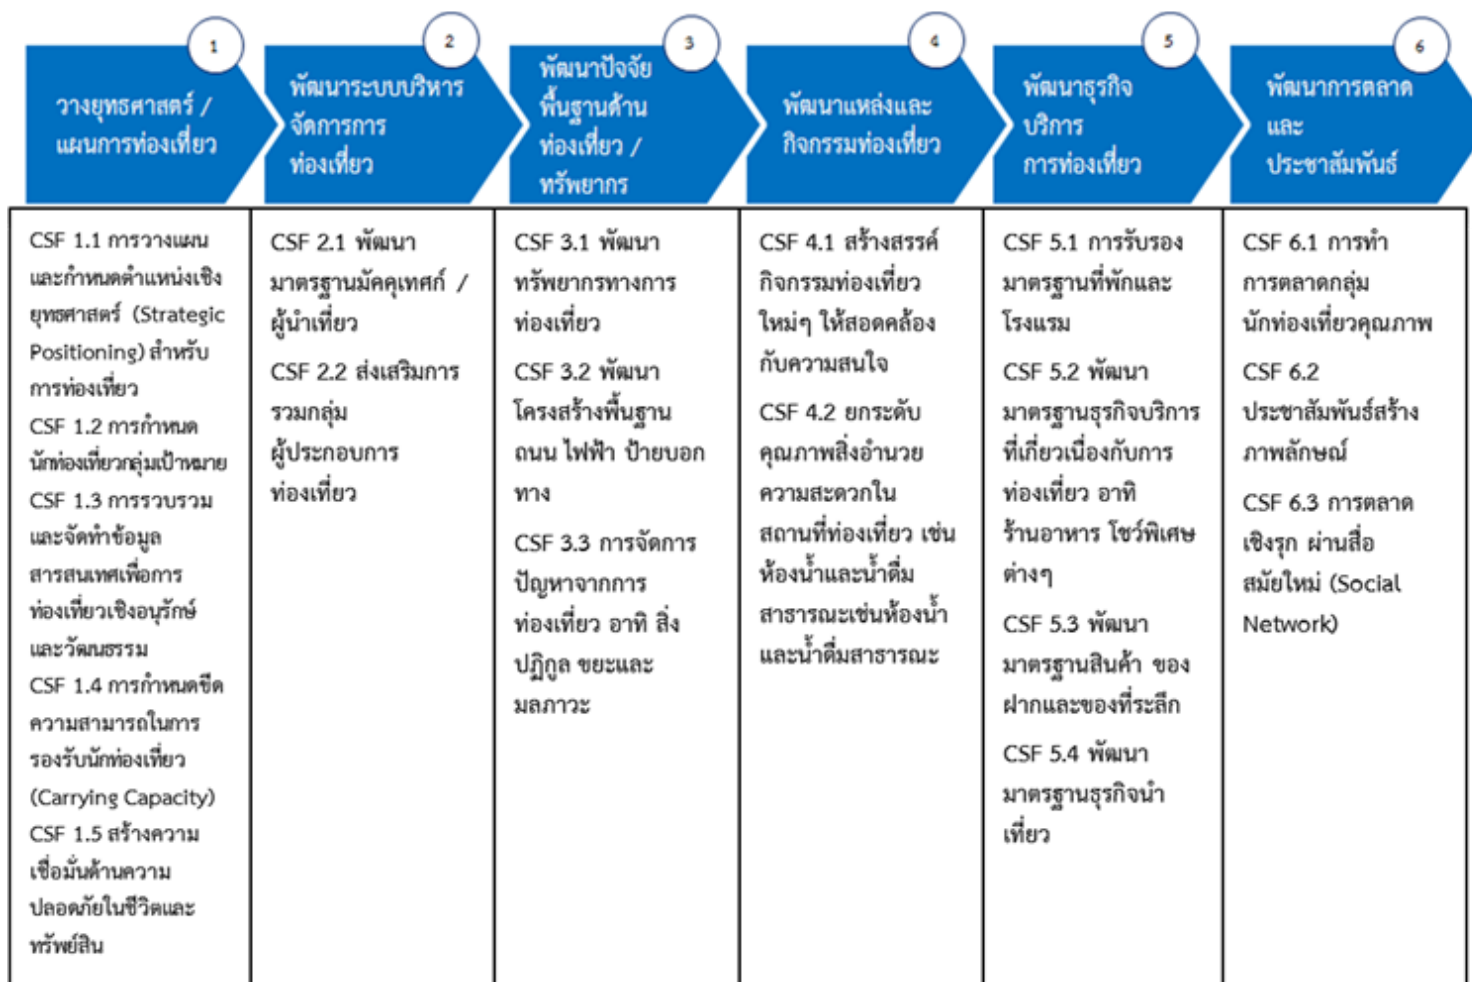 1
วางยุทธศาสตร์ /
แผนการท่องเที่ยว
2
พัฒนาระบบบริหาร
จัดการการ
ท่องเที่ยว
3
พัฒนาปัจจัย
พื้นฐานด้าน
ท่องเที่ยว /
ทรัพยากร
4
พัฒนาแหล่งและ
กิจกรรมท่องเที่ยว
5
พัฒนาธุรกิจ
บริการ
การท่องเที่ยว
6
พัฒนาการตลาด
และ
ประชาสัมพันธ์
CSF 1.1 การวางแผน
และกำหนดตำแหน่งเชิง
ยุทธศาสตร์ (Strategic
Positioning) สำหรับ
การท่องเที่ยว
CSF 1.2 การกำหนด
นักท่องเที่ยวกลุ่มเป้าหมาย
CSF 1.3 การรวบรวม
และจัดทำข้อมูล
สารสนเทศเพื่อการ
ท่องเที่ยวเชิงอนุรักษ์
และวัฒนธรรม
CSF 1.4 การกำหนดขีด
ความสามารถในการ
รองรับนักท่องเที่ยว
(Carrying Capacity)
CSF 1.5 สร้างความ
เชื่อมั่นด้านความ
ปลอดภัยในชีวิตและ
ทรัพย์สิน
CSF 2.1 พัฒนา
มาตรฐานมัคคุเทศก์ /
ผู้นำเที่ยว
CSF 2.2 ส่งเสริมการ
รวมกลุ่ม
ผู้ประกอบการ
ท่องเที่ยว
CSF 3.1 พัฒนา
ทรัพยากรทางการ
ท่องเที่ยว
CSF 3.2 พัฒนา
โครงสร้างพื้นฐาน
ถนน ไฟฟ้า ป้ายบอก
ทาง
CSF 3.3 การจัดการ
ปัญหาจากการ
ท่องเที่ยว อาทิ สิ่ง
ปฏิกูล ขยะและ
มลภาวะ
CSF 4.1 สร้างสรรค์
กิจกรรมท่องเที่ยว
ใหม่ๆ ให้สอดคล้อง
กับความสนใจ
CSF 4.2 ยกระดับ
คุณภาพสิ่งอำนวย
ความสะดวกใน
สถานที่ท่องเที่ยว เช่น
ห้องน้ำและน้ำดื่ม
สาธารณะเช่นห้องน้ำ
และน้ำดื่มสาธารณะ
CSF 5.1 การรับรอง
มาตรฐานที่พักและ
โรงแรม
CSF 5.2 พัฒนา
มาตรฐานธุรกิจบริการ
ที่เกี่ยวเนื่องกับการ
ท่องเที่ยว อาทิ
ร้านอาหาร โชว์พิเศษ
ต่างๆ
CSF 5.3 พัฒนา
มาตรฐานสินค้า ของ
ฝากและของที่ระลึก
CSF 5.4 พัฒนา
มาตรฐานธุรกิจนำ
เที่ยว
CSF 6.1 การทำ
การตลาดกลุ่ม
นักท่องเที่ยวคุณภาพ
CSF 6.2
ประชาสัมพันธ์สร้าง
ภาพลักษณ์
CSF 6.3 การตลาด
เชิงรุก ผ่านสื่อ
สมัยใหม่ (Social
Network)